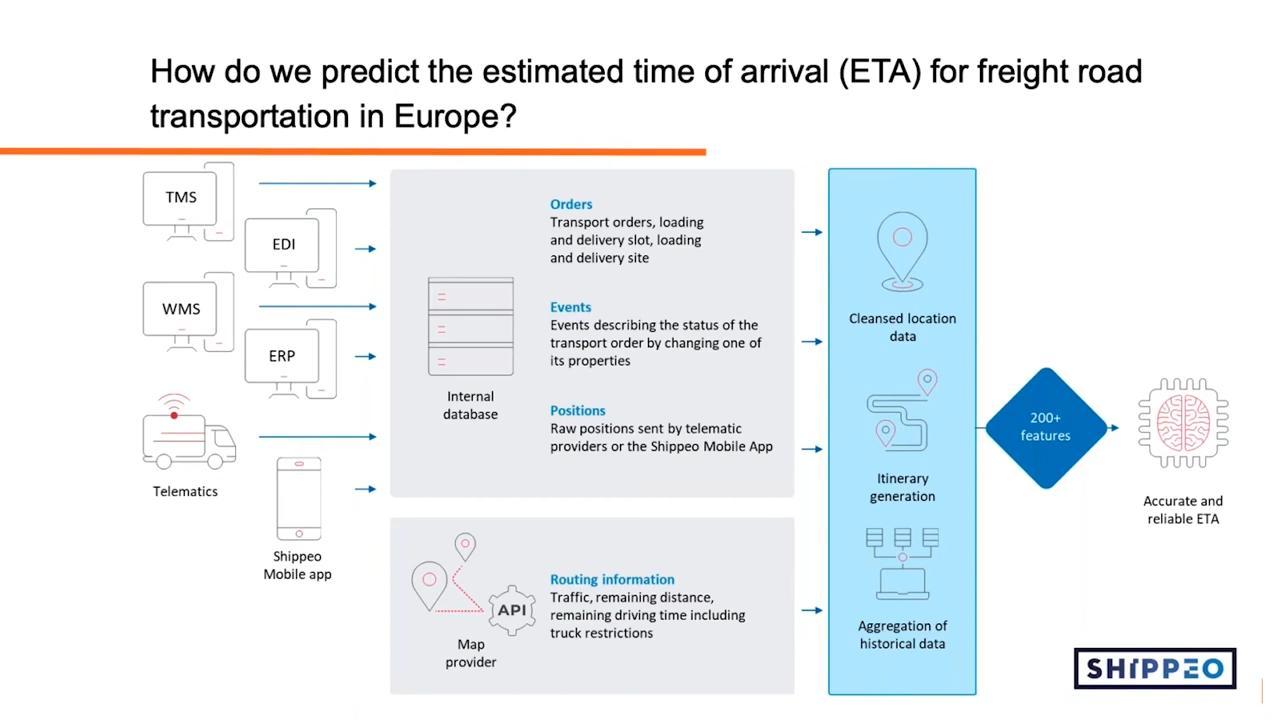 How do we predict the estimated time of arrival (ETA) for freight road
transportation in Europe?
TMS
EDI
WMS
ERP
Telematics
Shippeo
Mobile app
Internal
database
Orders
Transport orders, loading
and delivery slot, loading
and delivery site
Events
Events describing the status of the
transport order by changing one of
its properties
Positions
Raw positions sent by telematic
providers or the Shippeo Mobile App
API
Map
provider
Routing information
Traffic, remaining distance,
remaining driving time including
truck restrictions
Cleansed location
data
Itinerary
generation
Aggregation of
historical data
200+
features
Accurate and
reliable ETA
SHIPPEO